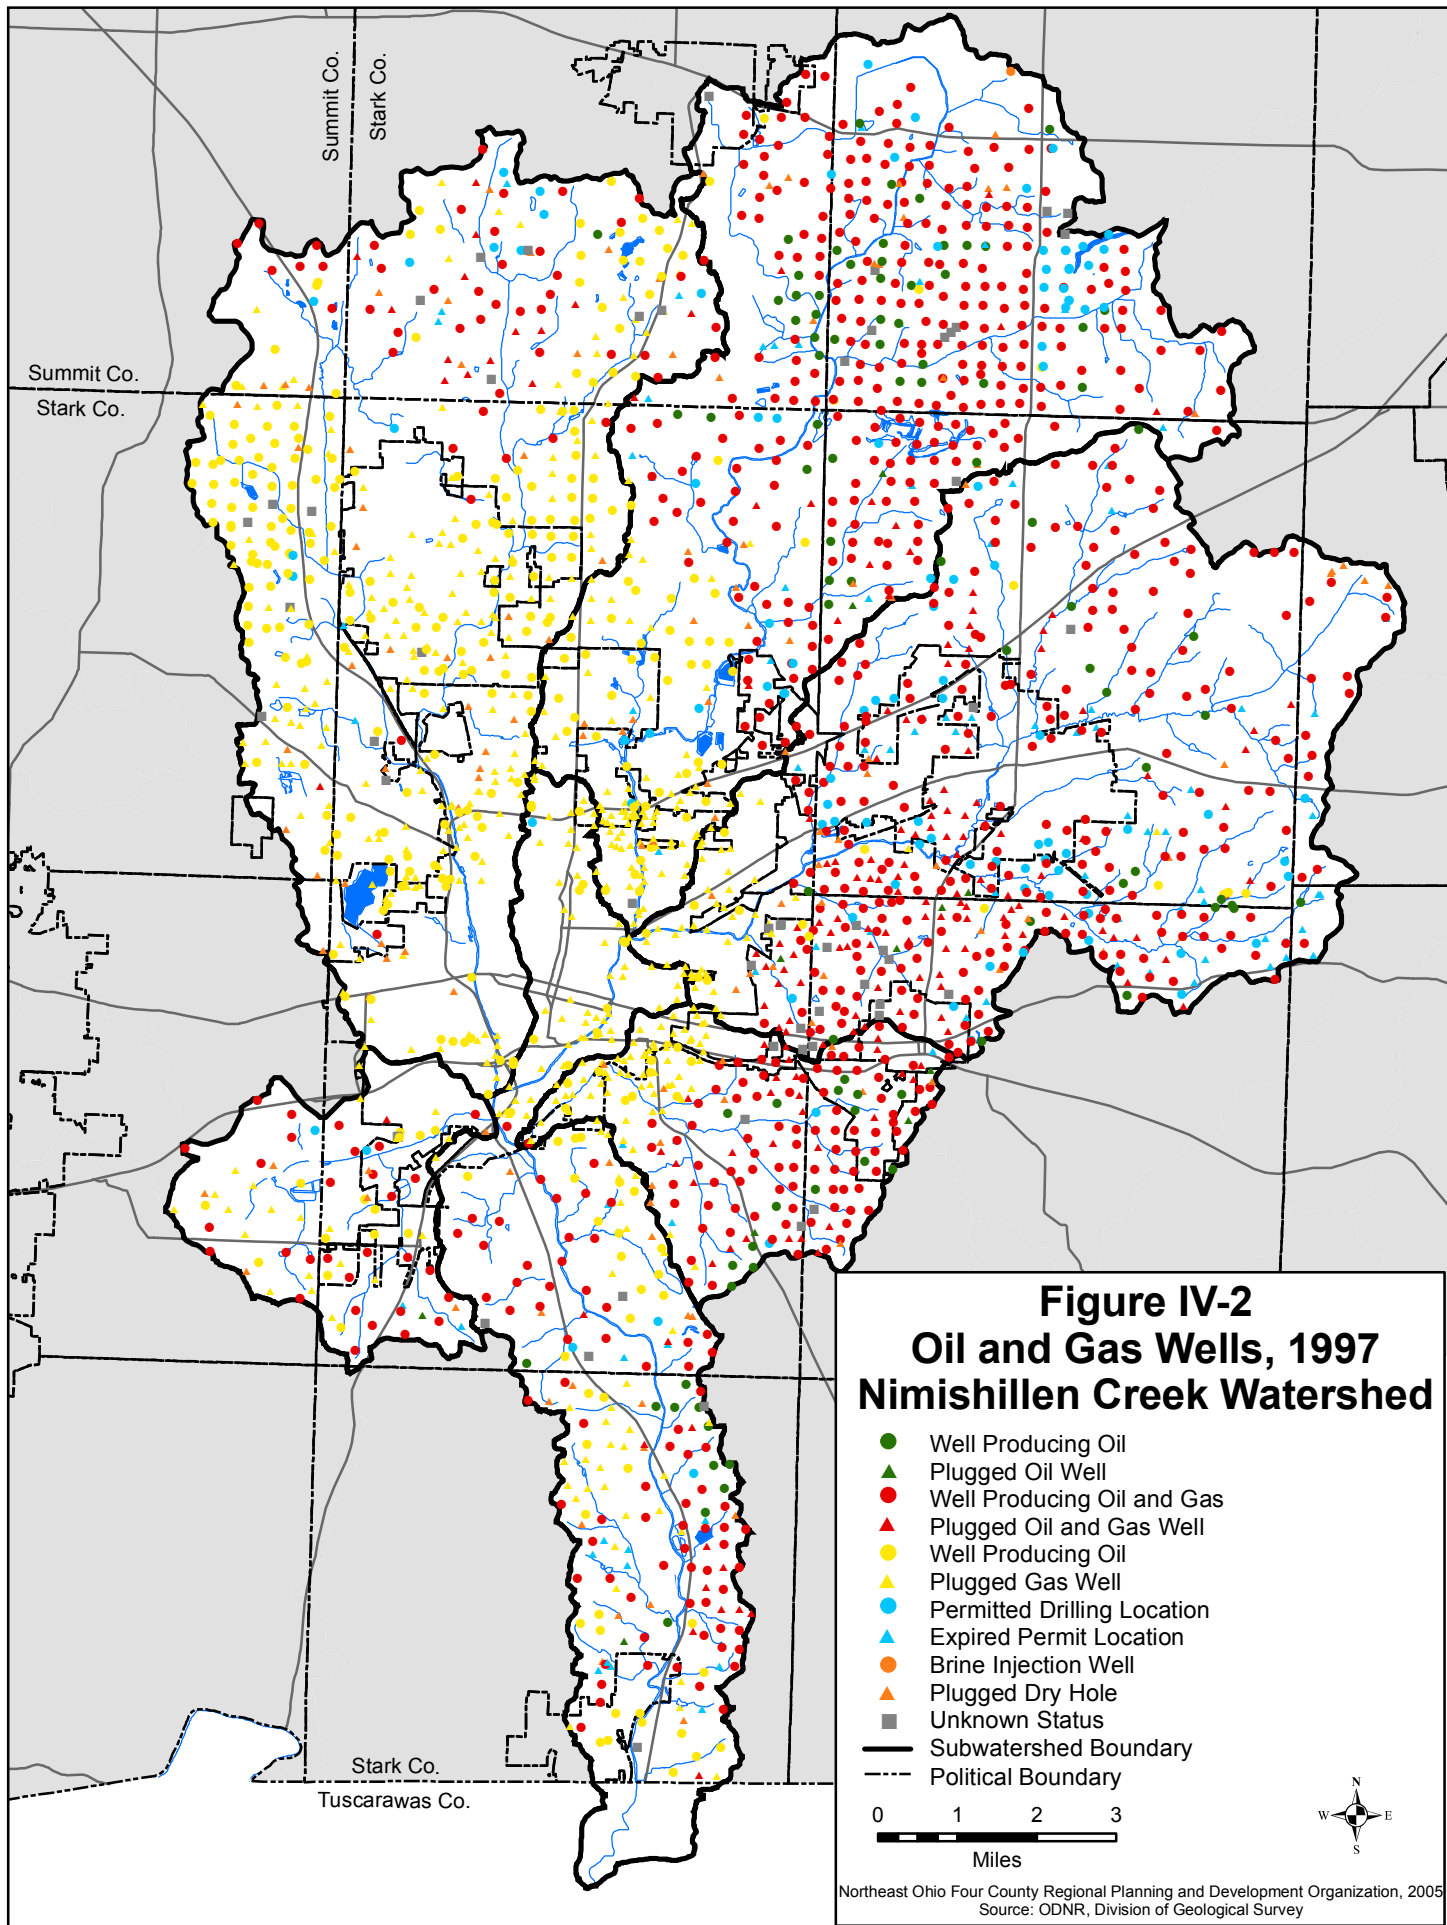 Summit Co.
Stark Co.
Summit Co.
Stark Co.
Figure IV-2
Oil and Gas Wells, 1997
Nimishillen Creek Watershed
Well Producing Oil
Plugged Oil Well
Well Producing Oil and Gas
Plugged Oil and Gas Well
Well Producing Oil
Plugged Gas Well
Permitted Drilling Location
Expired Permit Location
Brine Injection Well
Plugged Dry Hole
Unknown Status
Subwatershed Boundary
Political Boundary
Stark Co.
Tuscarawas Co.
0 1 2 3
Miles
N
W E
S
Northeast Ohio Four County Regional Planning and Development Organization, 2005
Source: ODNR, Division of Geological Survey